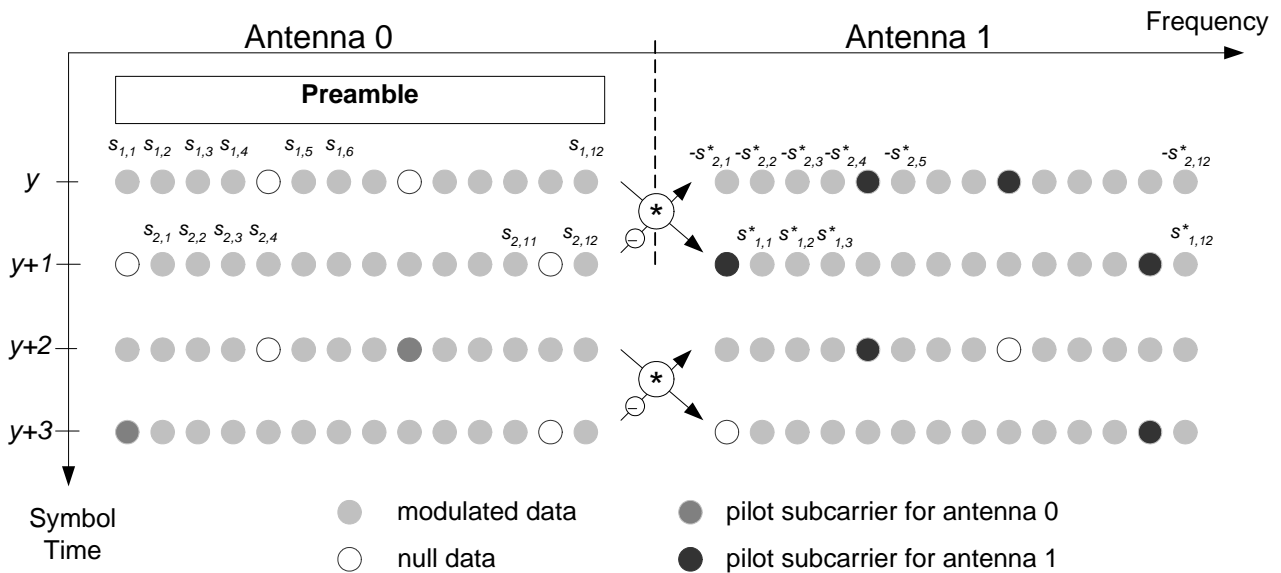 Antenna 0 Antenna 1 Frequency
Preamble
s1,1 s1,2 s1,3 s1,4 s1,5 s1,6 s1,12 -s*2,1 -s*2,2 -s*2,3 -s*2,4 -s*2,5 -s*2,12
y
*
s2,1 s2,2 s2,3 s2,4 s2,11 s2,12 – s*1,1 s*1,2 s*1,3 s*1,12
y+1
y+2
*
–
y+3
Symbol
Time
modulated data pilot subcarrier for antenna 0
null data pilot subcarrier for antenna 1